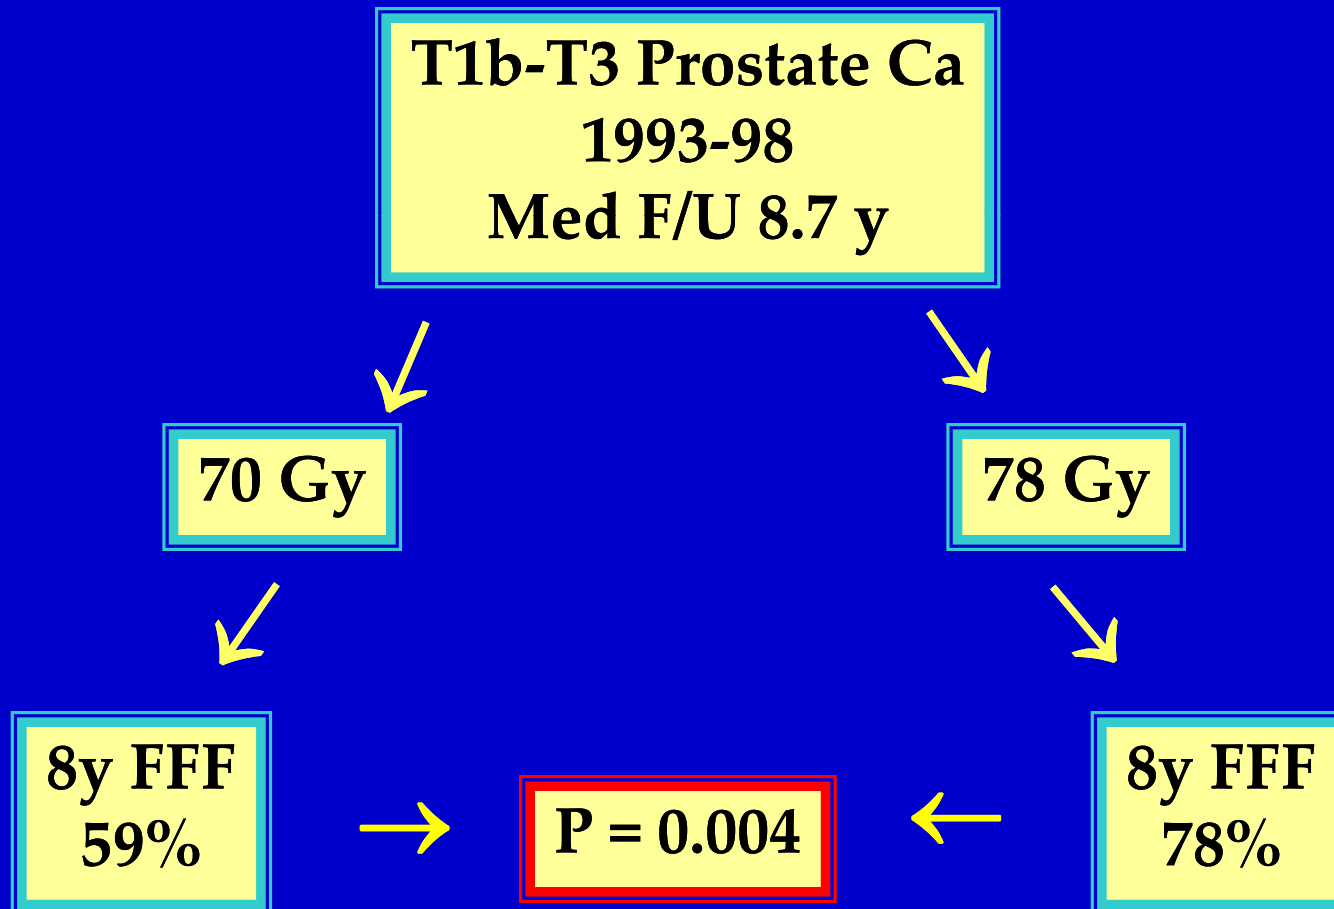 T1b-T3 Prostate Ca
1993-98
Med F/U 8.7 y
70 Gy
78 Gy
8y FFF
59%
P = 0.004
8y FFF
78%